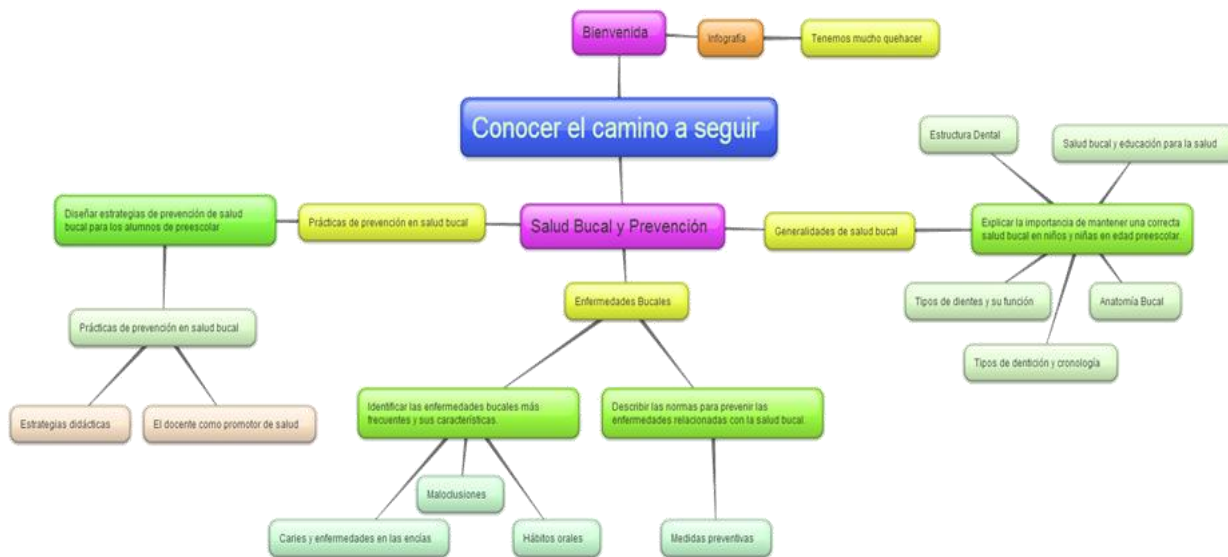 Bienvenida
Infografía
Tenemos mucho quehacer
Conocer el camino a seguir
Estructura Dental
Salud bucal y educación para la salud
Diseñar estrategias de prevención de salud
bucal para los alumnos de preescolar
Prácticas de prevención en salud bucal
Salud Bucal y Prevención
Generalidades de salud bucal
Explicar la importancia de mantener una correcta
salud bucal en niños y niñas en edad preescolar.
Tipos de dientes y su función
Anatomía Bucal
Tipos de dentición y cronología
Enfermedades Bucales
Prácticas de prevención en salud bucal
Estrategias didácticas
El docente como promotor de salud
Identificar las enfermedades bucales más
frecuentes y sus características.
Describir las normas para prevenir las
enfermedades relacionadas con la salud bucal.
Maloclusiones
Caries y enfermedades en las encías
Hábitos orales
Medidas preventivas